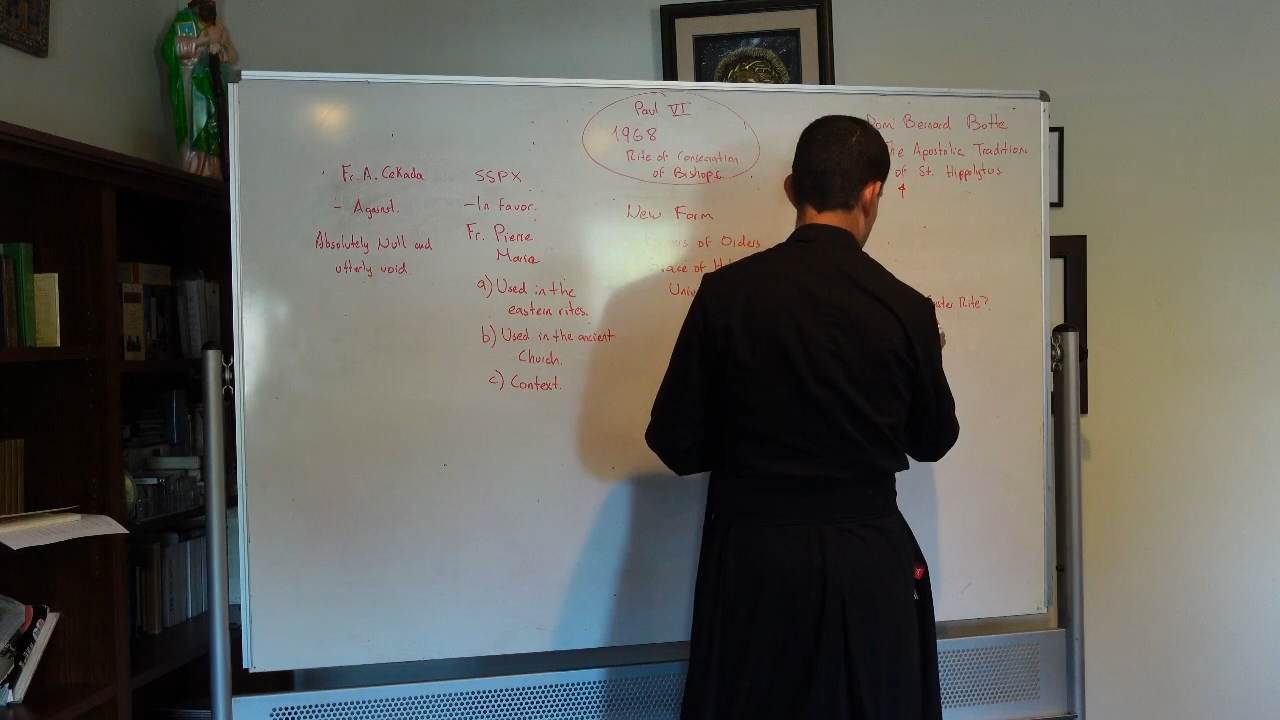 Paul VI
1968
Rite of Consecration
of Bishops
Fr. A. Cekada
- Against.
Absolutely Null and
utterly void.
SSPX
- In favor.
Fr. Pierre
Marie
a) Used in the
eastern rites.
b) Used in the ancient
Church.
c) Context.
New Form
of Orders
ace of
Univ
Dom Bernard Botte
The Apostolic Tradition
of St. Hippolytus
Rite?